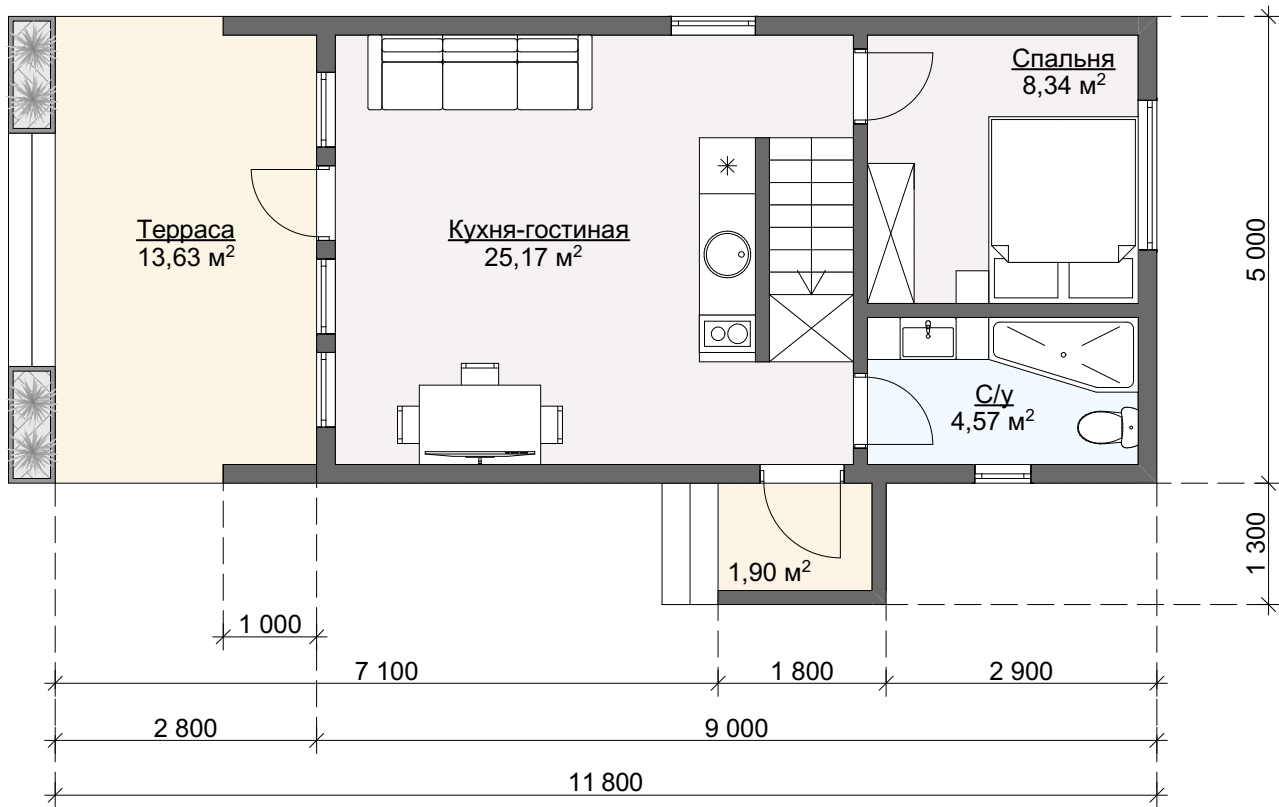 Спальня
8,34 м²
Терраса
13,63 м²
Кухня-гостиная
25,17 м²
5 000
С/у
4,57 м²
1 300
1,90 м²
1 000
7 100
1 800
2 900
2 800
9 000
11 800